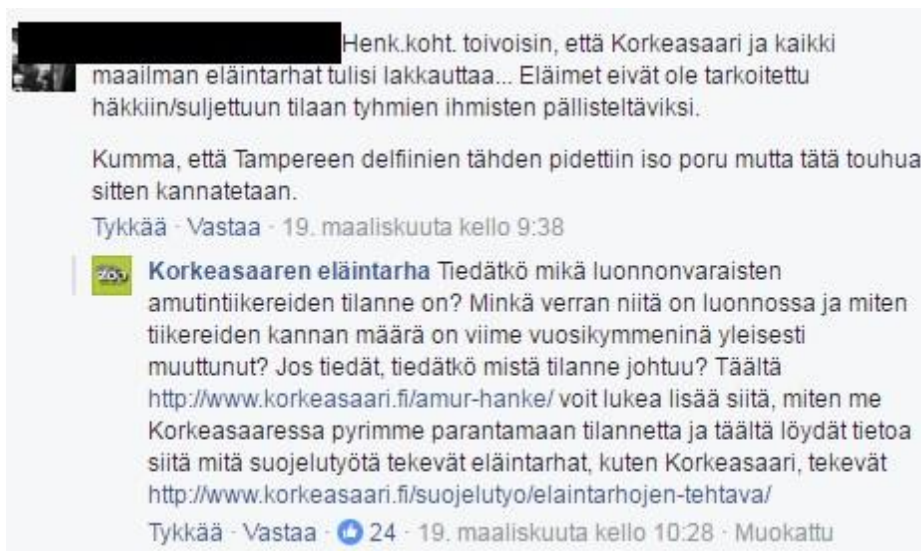 Henk.koht. toivoisin, että Korkeasaari ja kaikki
maailman eläintarhat tulisi lakkauttaa... Eläimet eivät ole tarkoitettu
häkkiin/suljettuun tilaan tyhmien ihmisten pällisteltäviksi.
Kumma, että Tampereen delfiinien tähden pidettiin iso poru mutta tätä touhua
sitten kannatetaan.
Tykkää · Vastaa · 19. maaliskuuta kello 9:38
zoo
Korkeasaaren eläintarha Tiedätkö mikä luonnonvaraisten
amutintiikereiden tilanne on? Minkä verran niitä on luonnossa ja miten
tiikereiden kannan määrä on viime vuosikymmeninä yleisesti
muuttunut? Jos tiedät, tiedätkö mistä tilanne johtuu? Täältä
http://www.korkeasaari.fi/amur-hanke/ voit lukea lisää siitä, miten me
Korkeasaaressa pyrimme parantamaan tilannetta ja täältä löydät tietoa
siitä mitä suojelutyötä tekevät eläintarhat, kuten Korkeasaari, tekevät
http://www.korkeasaari.fi/suojelutyo/elaintarhojen-tehtava/
Tykkää · Vastaa · 24 · 19. maaliskuuta kello 10:28 · Muokattu